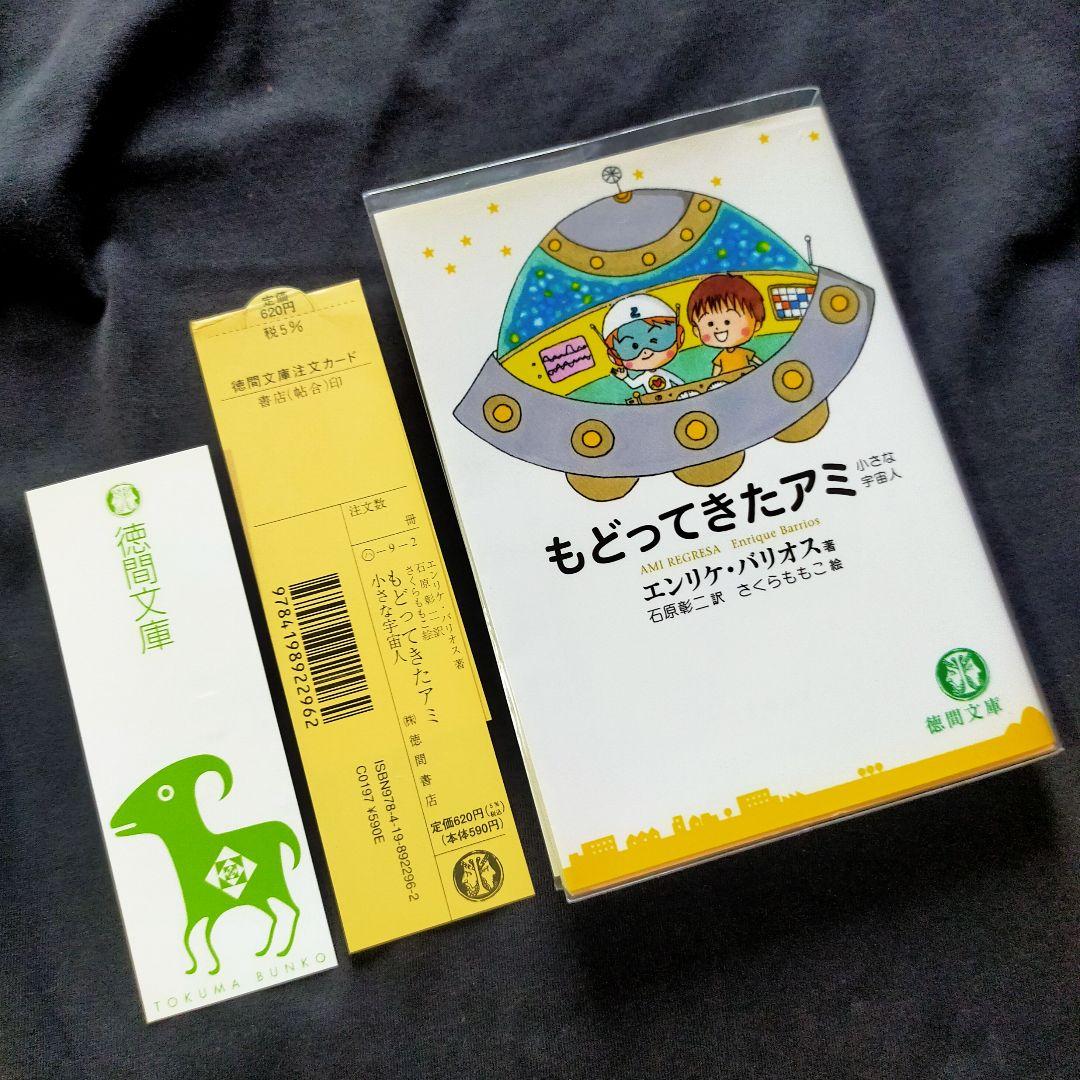 徳間文庫
TOKUMA BUNKO
定価
620円
税5%
徳間文庫注文カード
書店(帖合)印
注文数
冊
ハ-9-2
エンリケ・バリオス著
石原彰二訳
さくらももこ絵
もどってきたアミ
小さな宇宙人
㈱徳間書店
9784198922962
ISBN978-4-19-892296-2
C0197 ¥590E
定価620円(5%税込)
(本体590円)
もどってきたアミ
小さな
宇宙人
AMI REGRESA Enrique Barrios
エンリケ・バリオス著
石原彰二 訳 さくらももこ 絵
徳間文庫